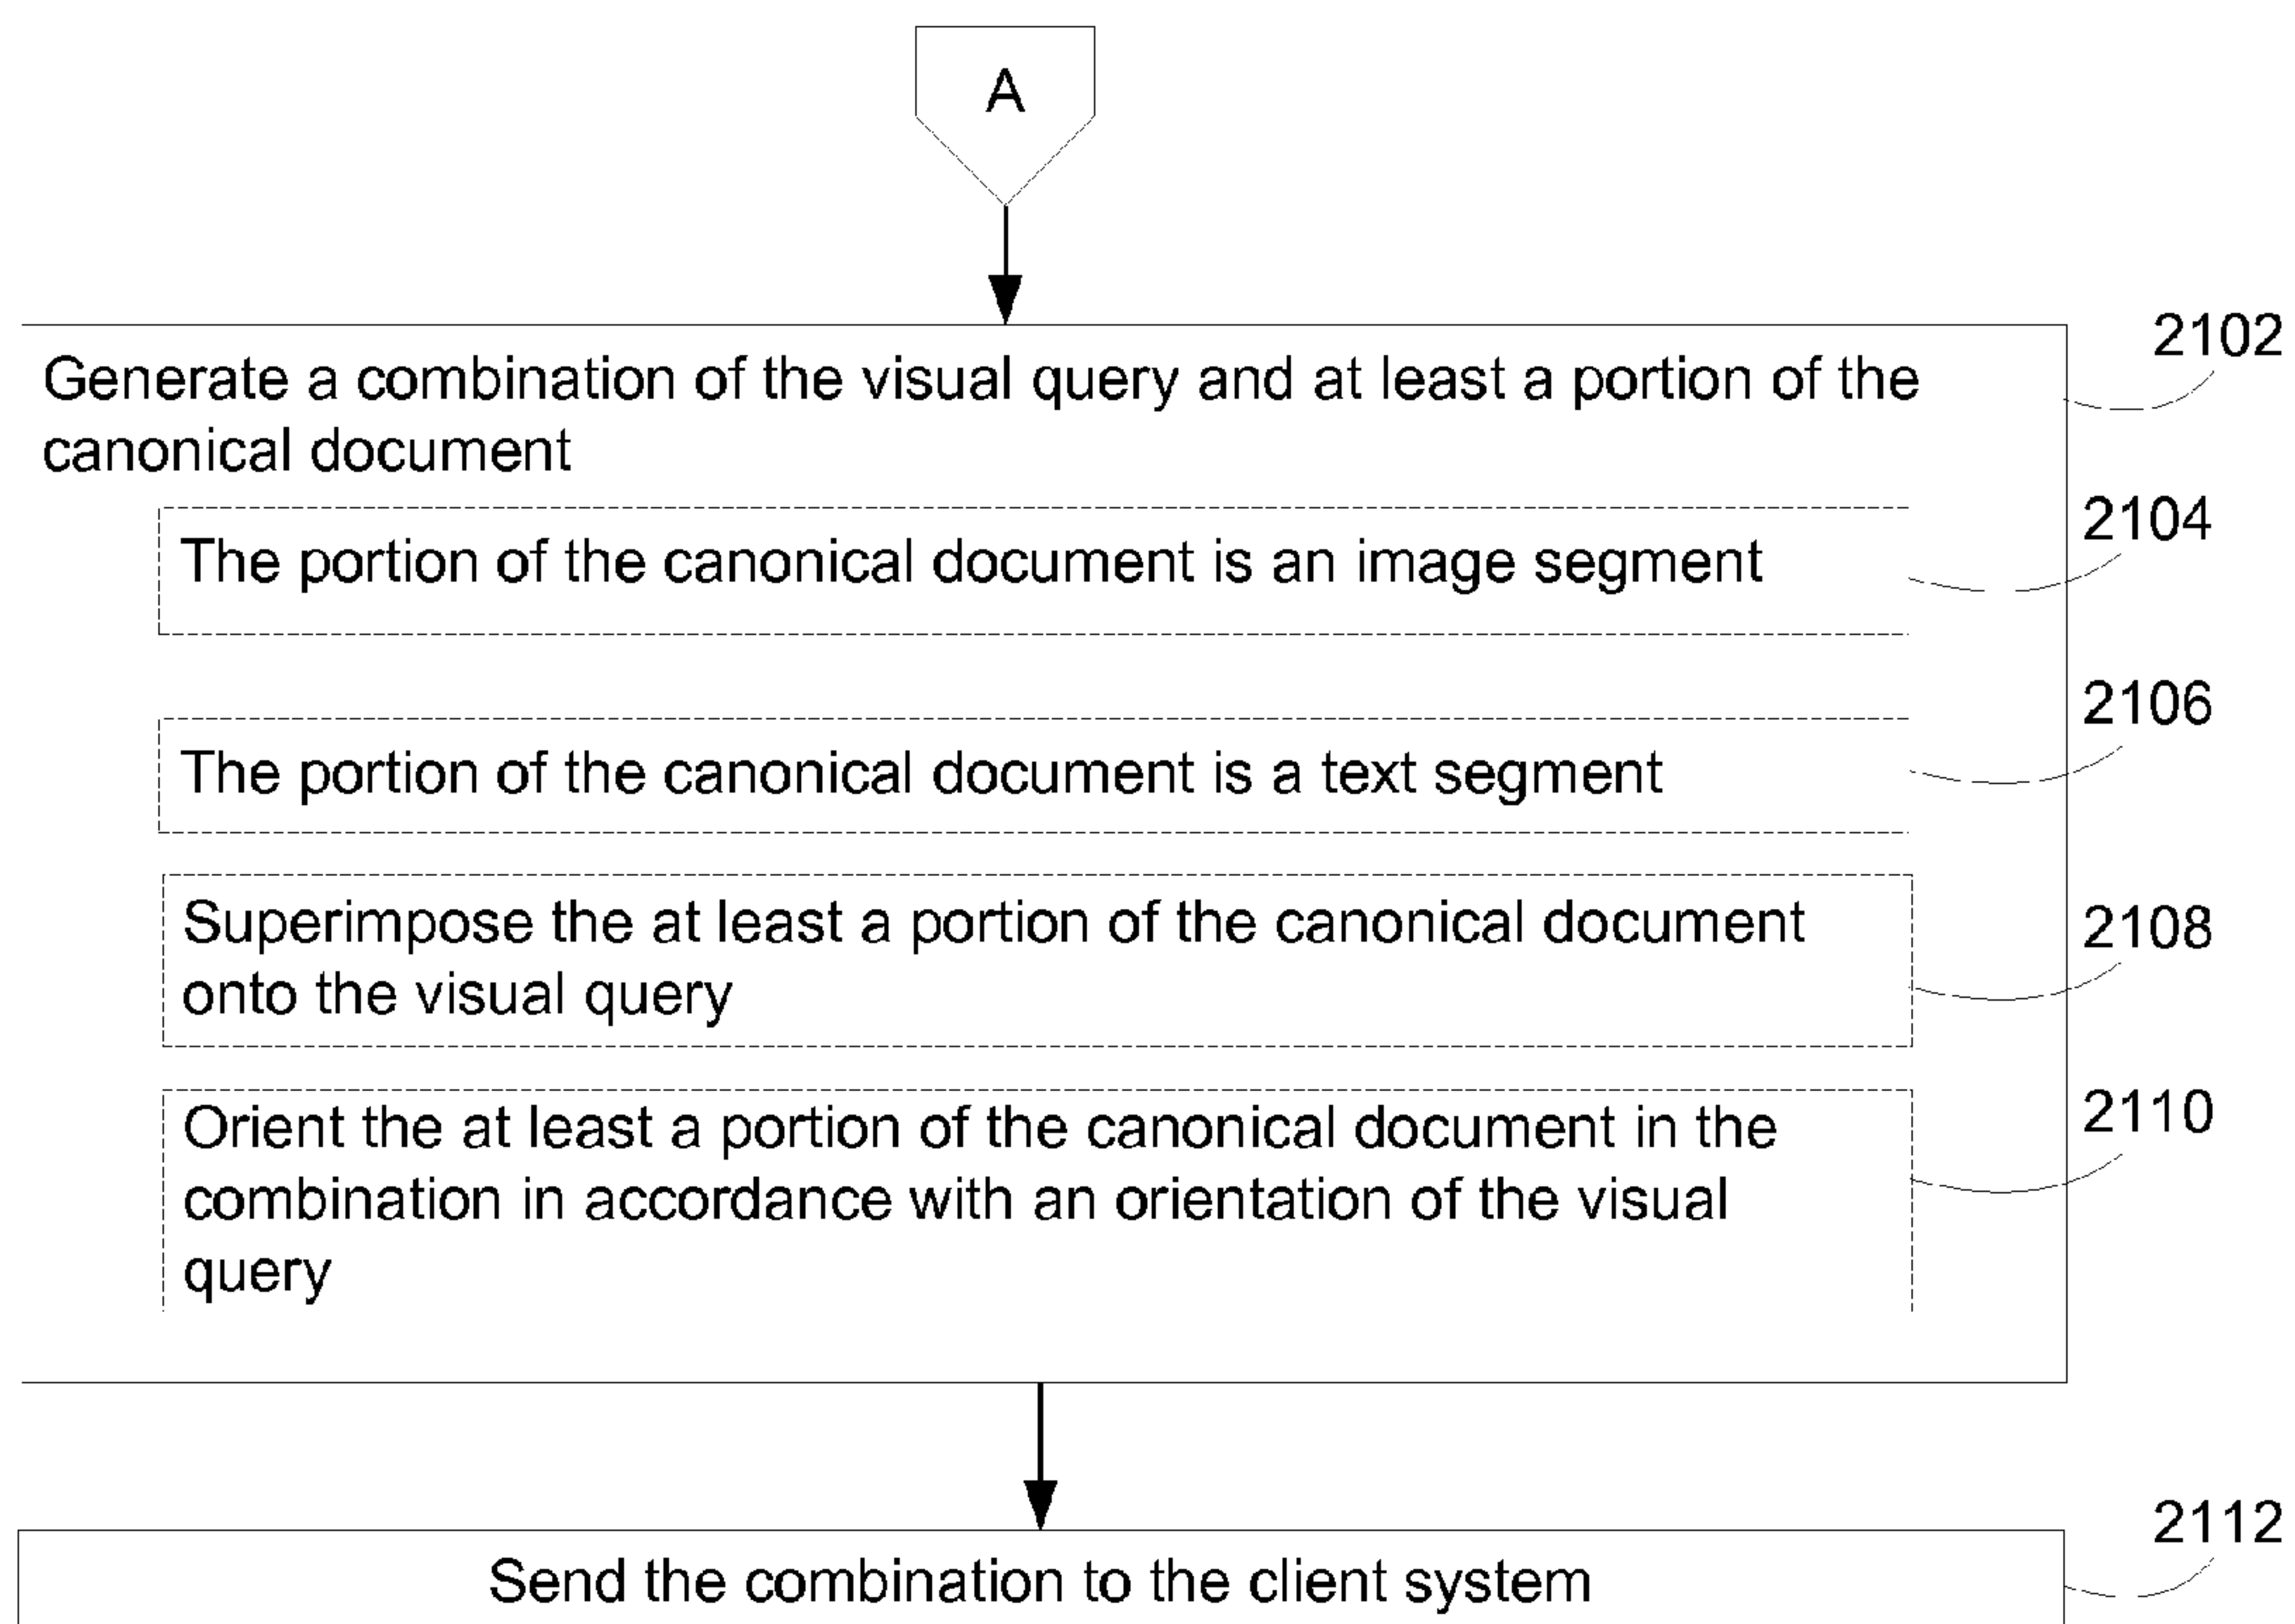 A
2102
Generate a combination of the visual query and at least a portion of the
canonical document
2104
The portion of the canonical document is an image segment
2106
The portion of the canonical document is a text segment
2108
Superimpose the at least a portion of the canonical document
onto the visual query
2110
Orient the at least a portion of the canonical document in the
combination in accordance with an orientation of the visual
query
2112
Send the combination to the client system